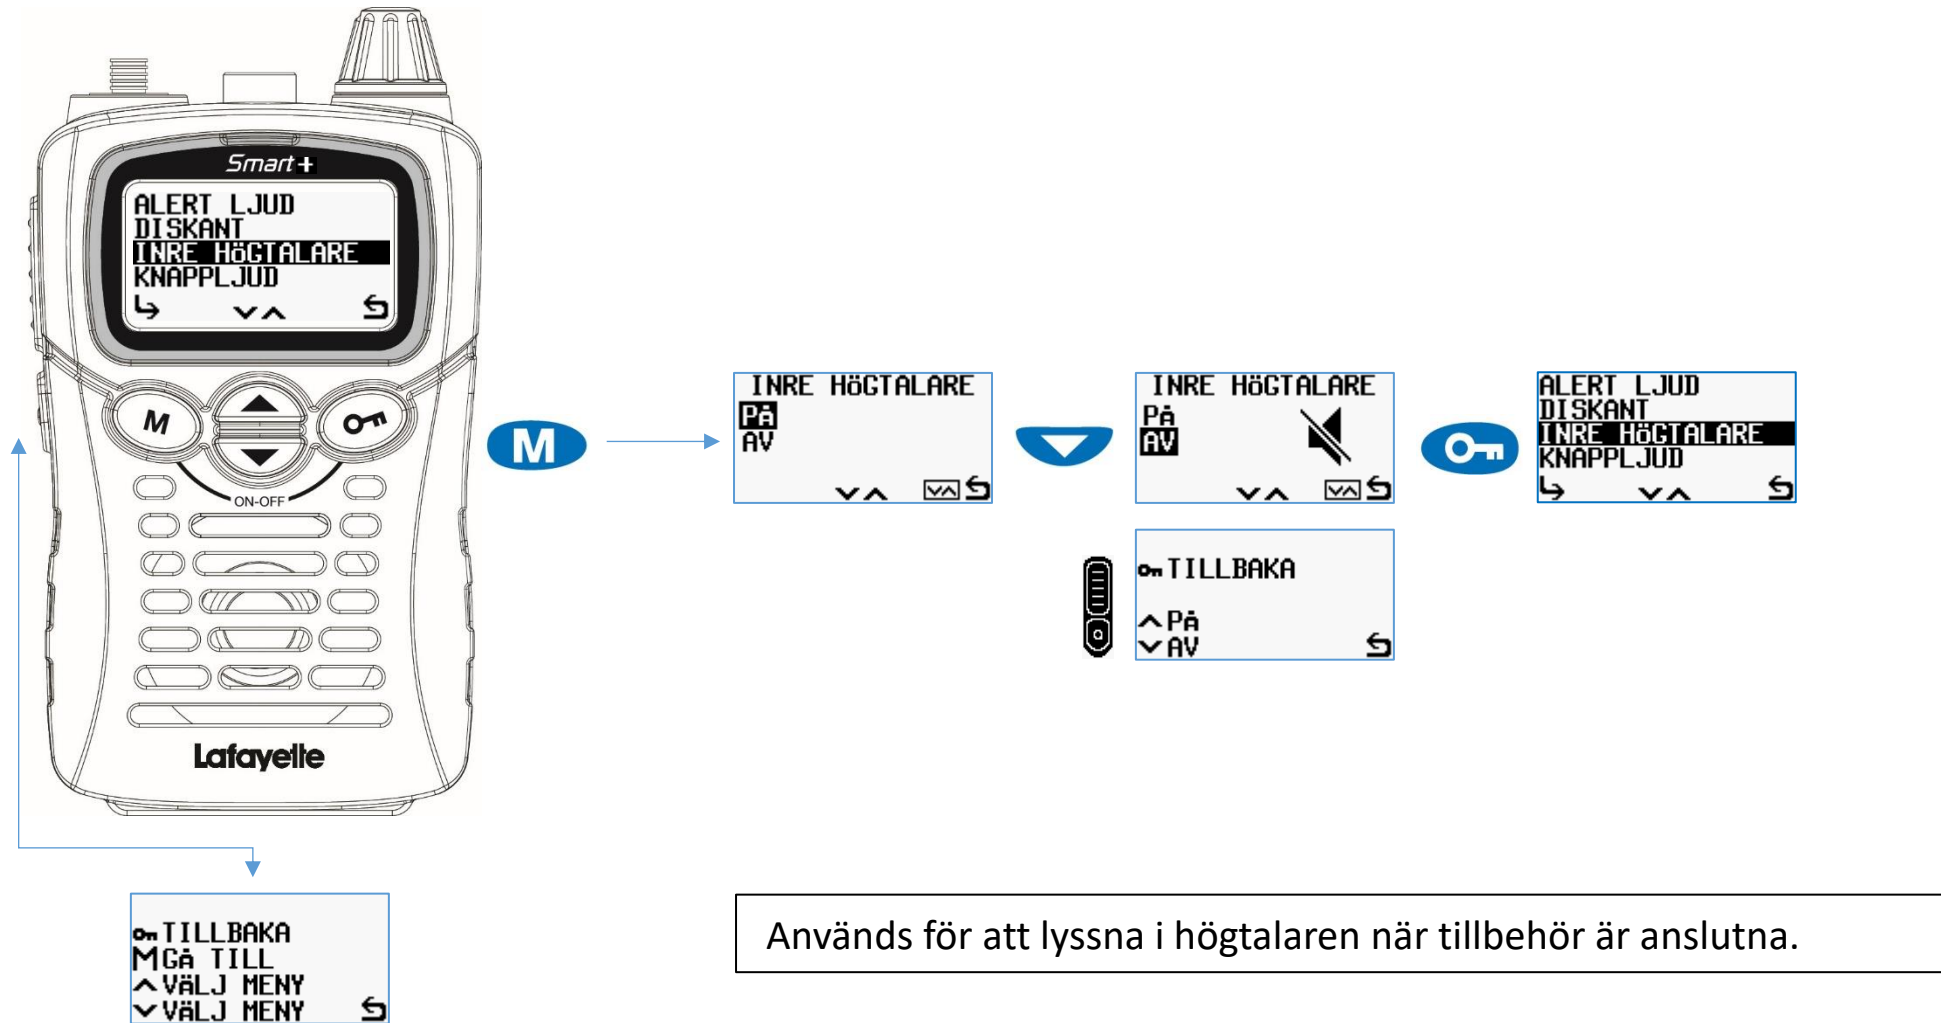 Smart+
ALERT LJUD
DISKANT
INRE HöGTALARE
KNAPPLJUD
M
ON-OFF
Lafayette
M
INRE HöGTALARE
På
AV
INRE HöGTALARE
På
AV
ALERT LJUD
DISKANT
INRE HöGTALARE
KNAPPLJUD
TILLBAKA
På
AV
TILLBAKA
M Gå TILL
VäLJ MENY
VäLJ MENY
Används för att lyssna i högtalaren när tillbehör är anslutna.